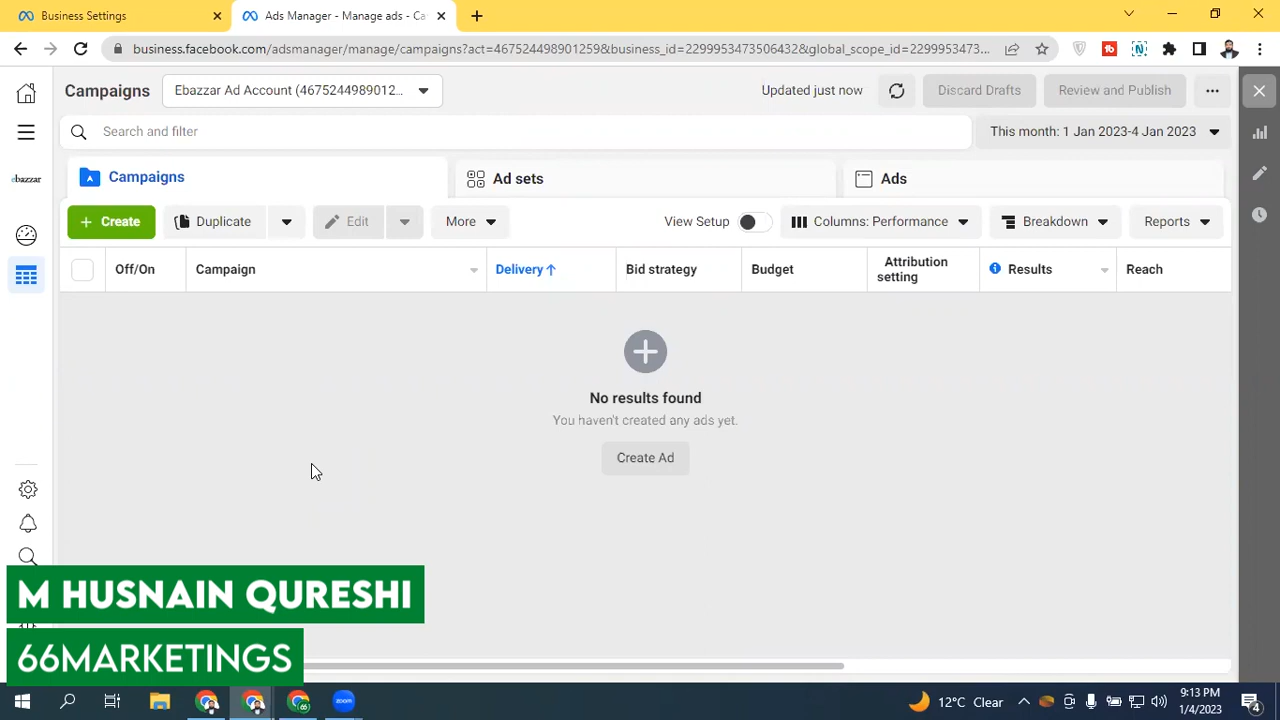 Business Settings
Ads Manager - Manage ads - Ca
business.facebook.com/adsmanager/manage/campaigns?act=467524498901259&business_id=2299953473506432&global_scope_id=2299953473...
Campaigns
Ebazzar Ad Account (4675244989012...
Updated just now
Discard Drafts
Review and Publish
Search and filter
This month: 1 Jan 2023-4 Jan 2023
ebazzar
Campaigns
Ad sets
Ads
+ Create
Duplicate
Edit
More
View Setup
Columns: Performance
Breakdown
Reports
Off/On
Campaign
Delivery ↑
Bid strategy
Budget
Attribution
setting
Results
Reach
No results found
You haven't created any ads yet.
Create Ad
M HUSNAIN QURESHI
66MARKETINGS
zoom
12°C Clear
9:13 PM
1/4/2023
4